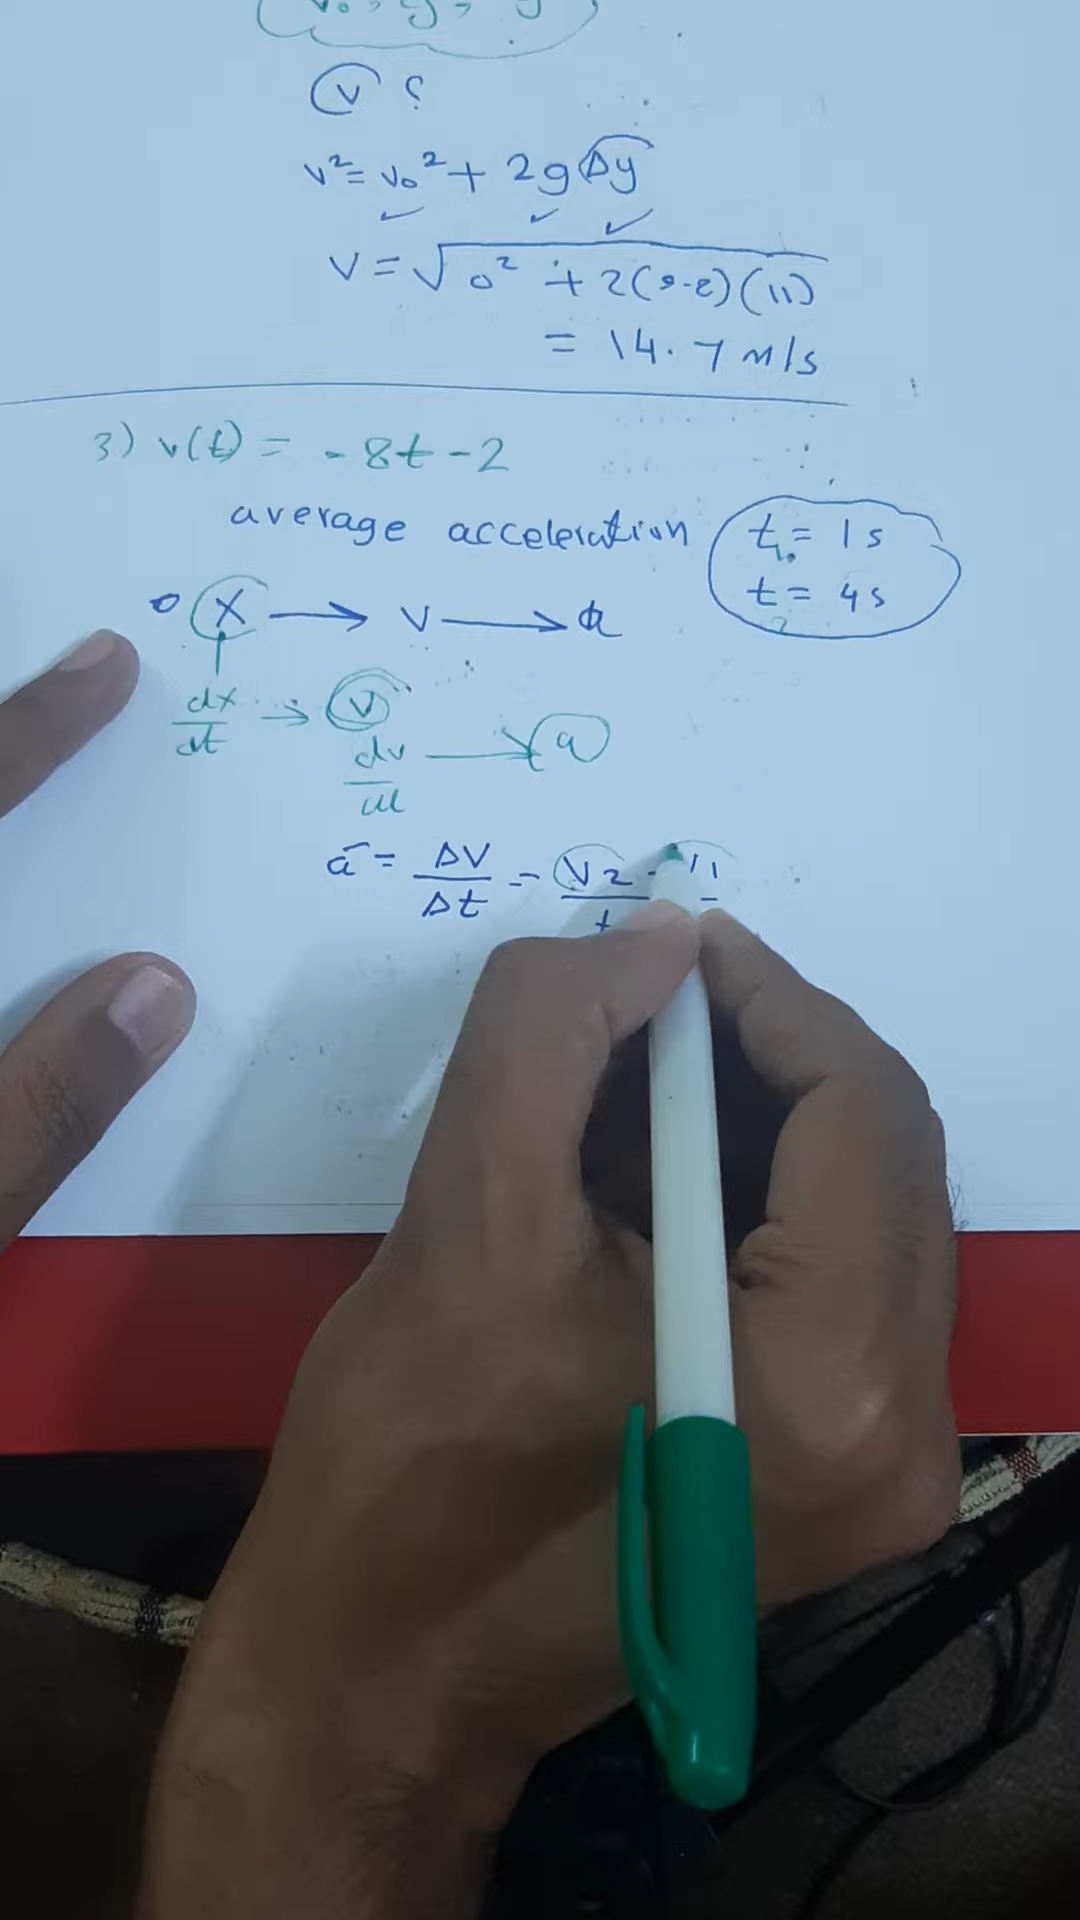 v ?
v² = v₀² + 2gΔy
v = √0² + 2(9.8)(11)
= 14.7 m/s
3) v(t) = -8t - 2
average acceleration
t₁ = 1s
t₂ = 4s
x → v → a
dx/dt → v
dv/dt → a
ā = Δv/Δt = v₂ -